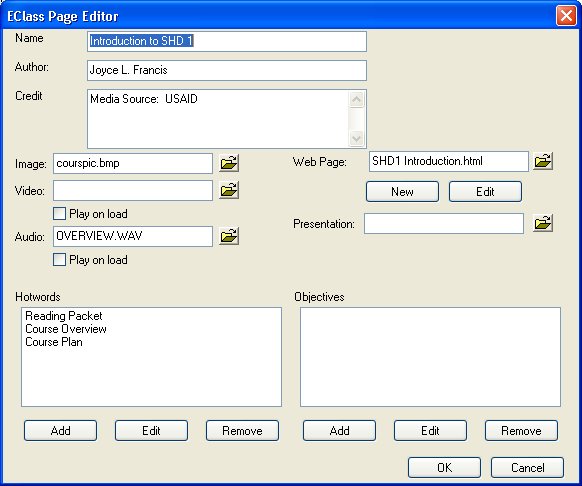 EClass Page Editor
Name
Introduction to SHD 1
Author:
Joyce L. Francis
Credit
Media Source:  USAID
Image:
courspic.bmp
Web Page:
SHD1 Introduction.html
Video:
New
Edit
Play on load
Presentation:
Audio:
OVERVIEW.WAV
Play on load
Hotwords
Objectives
Reading Packet
Course Overview
Course Plan
Add
Edit
Remove
Add
Edit
Remove
OK
Cancel